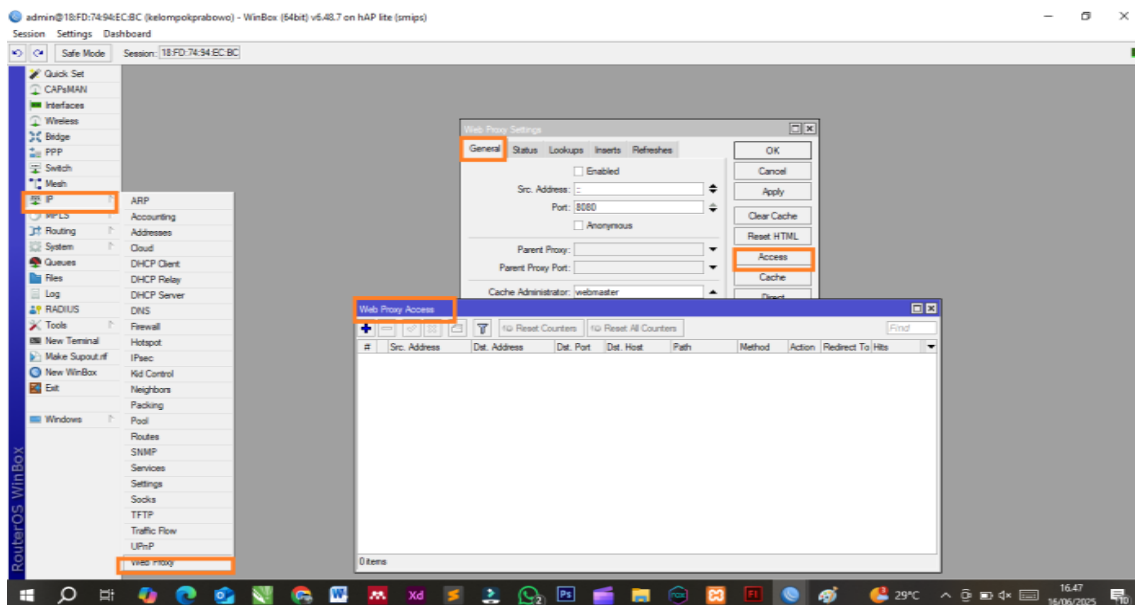 admin@18:FD:74:94:EC:BC (kelompokprabowo) - WinBox (64bit) v6.48.7 on hAP lite (smips)
Session Settings Dashboard
Safe Mode Session: 18:FD:74:94:EC:BC
Quick Set
CAPsMAN
Interfaces
Wireless
Bridge
PPP
Switch
Mesh
IP
MPLS
Routing
System
Queues
Files
Log
RADIUS
Tools
New Terminal
Make Supout.rif
New WinBox
Exit
Windows
RouterOS WinBox
ARP
Accounting
Addresses
Cloud
DHCP Client
DHCP Relay
DHCP Server
DNS
Firewall
Hotspot
IPsec
Kid Control
Neighbors
Packing
Pool
Routes
SNMP
Services
Settings
Socks
TFTP
Traffic Flow
UPnP
Web Proxy
Web Proxy Settings
General Status Lookups Inserts Refreshes
Enabled
Src. Address: ::
Port: 8080
Anonymous
Parent Proxy:
Parent Proxy Port:
Cache Administrator: webmaster
OK
Cancel
Apply
Clear Cache
Reset HTML
Access
Cache
Direct
Web Proxy Access
Reset Counters Reset All Counters Find
# Src. Address Dst. Address Dst. Port Dst. Host Path Method Action Redirect To Hits
0 items
29°C
16.47
16/06/2025